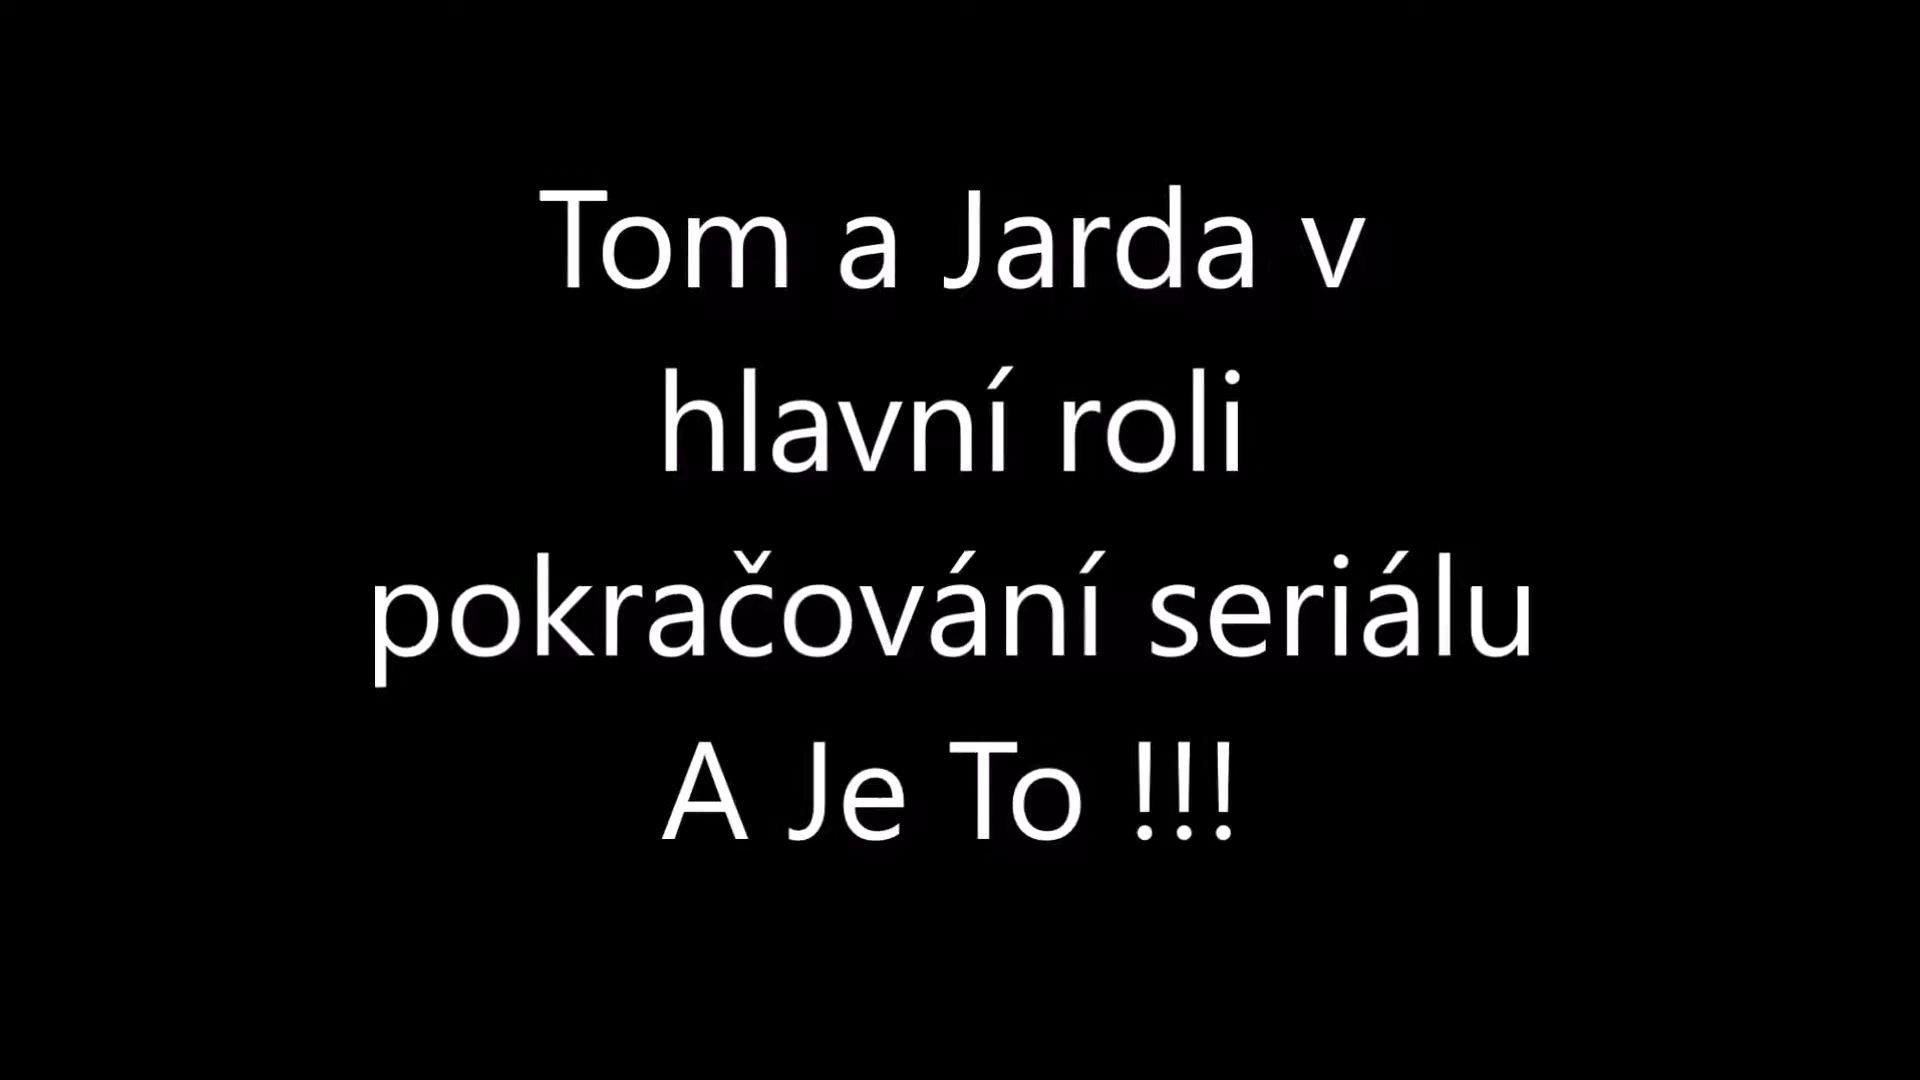 Tom a Jarda v
hlavní roli
pokračování seriálu
A Je To !!!